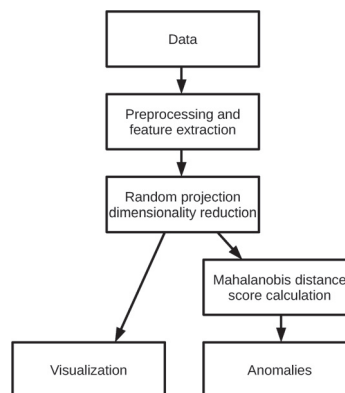 Data
Preprocessing and
feature extraction
Random projection
dimensionality reduction
Mahalanobis distance
score calculation
Visualization
Anomalies